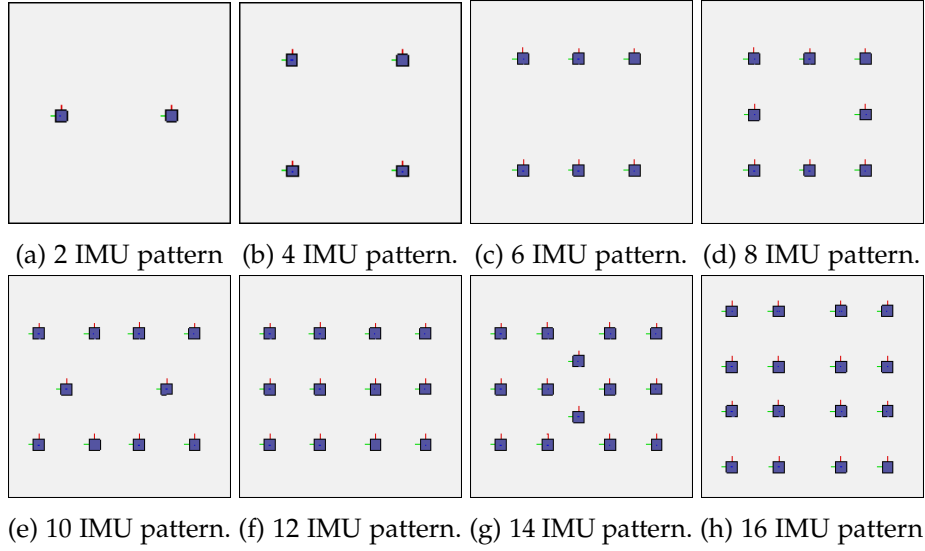 (a) 2 IMU pattern (b) 4 IMU pattern. (c) 6 IMU pattern. (d) 8 IMU pattern.
(e) 10 IMU pattern. (f) 12 IMU pattern. (g) 14 IMU pattern. (h) 16 IMU pattern